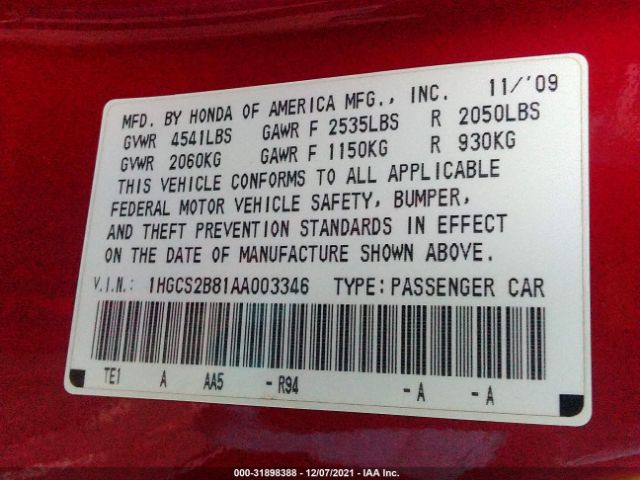 MFD. BY HONDA OF AMERICA MFG., INC. 11/'09
GVWR 4541LBS GAWR F 2535LBS R 2050LBS
GVWR 2060KG GAWR F 1150KG R 930KG
THIS VEHICLE CONFORMS TO ALL APPLICABLE
FEDERAL MOTOR VEHICLE SAFETY, BUMPER,
AND THEFT PREVENTION STANDARDS IN EFFECT
ON THE DATE OF MANUFACTURE SHOWN ABOVE.
V.I.N.: 1HGCS2B81AA003346 TYPE: PASSENGER CAR
TE1 A AA5 - R94 - A - A
000-31898388 - 12/07/2021 - IAA Inc.